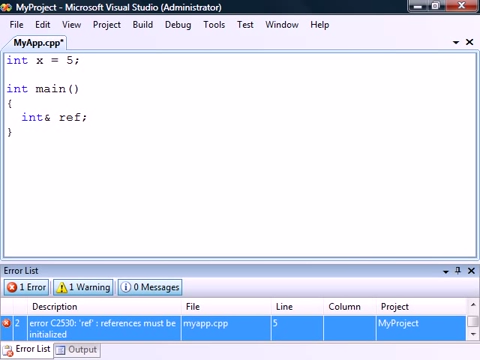 MyProject - Microsoft Visual Studio (Administrator)
File Edit View Project Build Debug Tools Test Window Help
MyApp.cpp*
int x = 5;
int main()
{
int& ref;
}
Error List
1 Error 1 Warning 0 Messages
Description File Line Column Project
2 error C2530: 'ref' : references must be myapp.cpp 5 MyProject
initialized
Error List Output